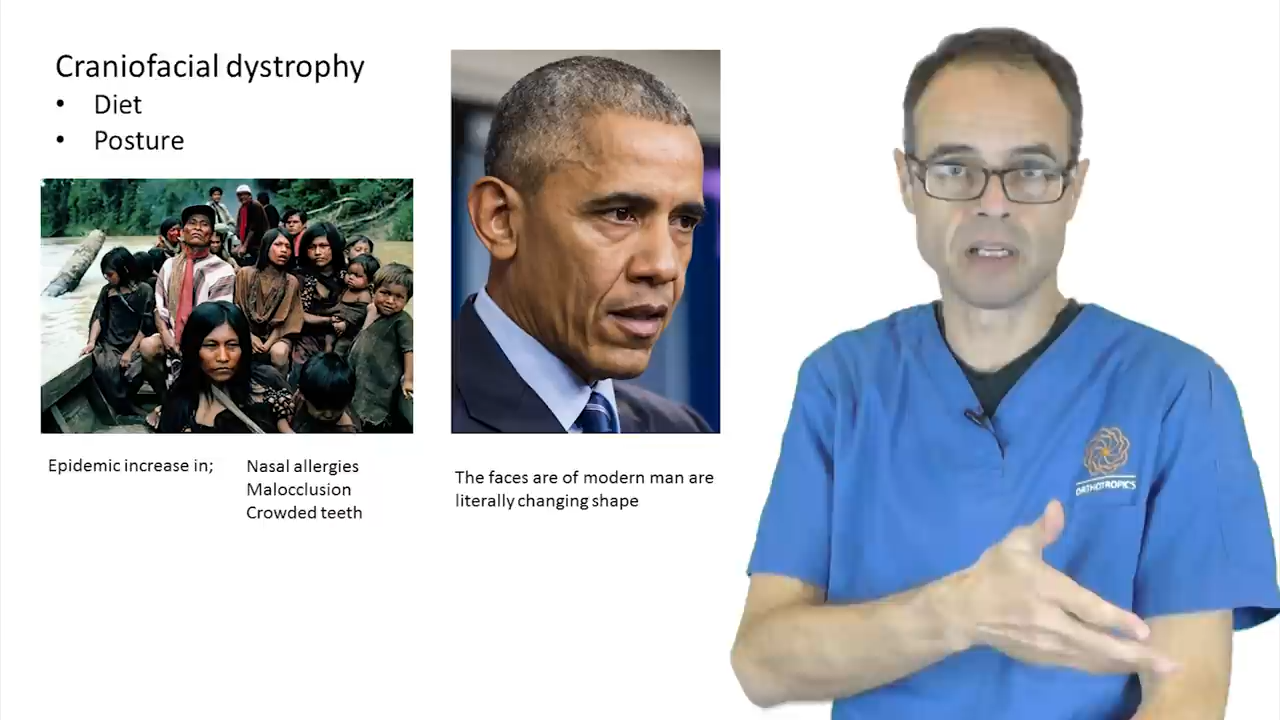 Craniofacial dystrophy
• Diet
• Posture
Epidemic increase in;
Nasal allergies
Malocclusion
Crowded teeth
The faces are of modern man are
literally changing shape
ORTHOTROPICS